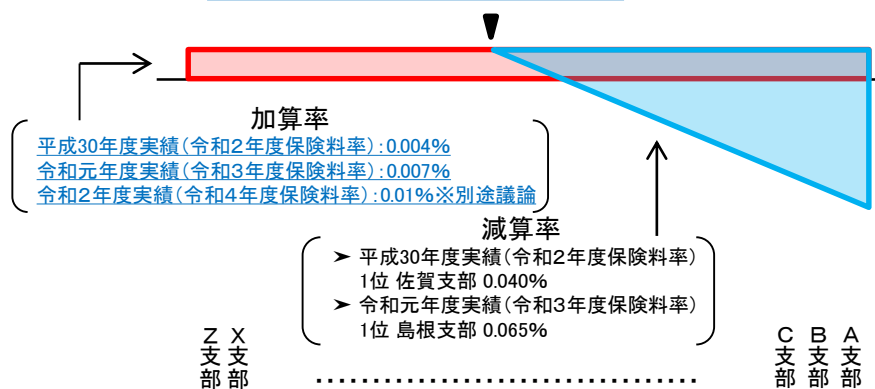 加算率
平成30年度実績(令和2年度保険料率):0.004%
令和元年度実績(令和3年度保険料率):0.007%
令和2年度実績(令和4年度保険料率):0.01%※別途議論
減算率
➤ 平成30年度実績(令和2年度保険料率)
1位 佐賀支部 0.040%
➤ 令和元年度実績(令和3年度保険料率)
1位 島根支部 0.065%
Z支部
X支部
C支部
B支部
A支部